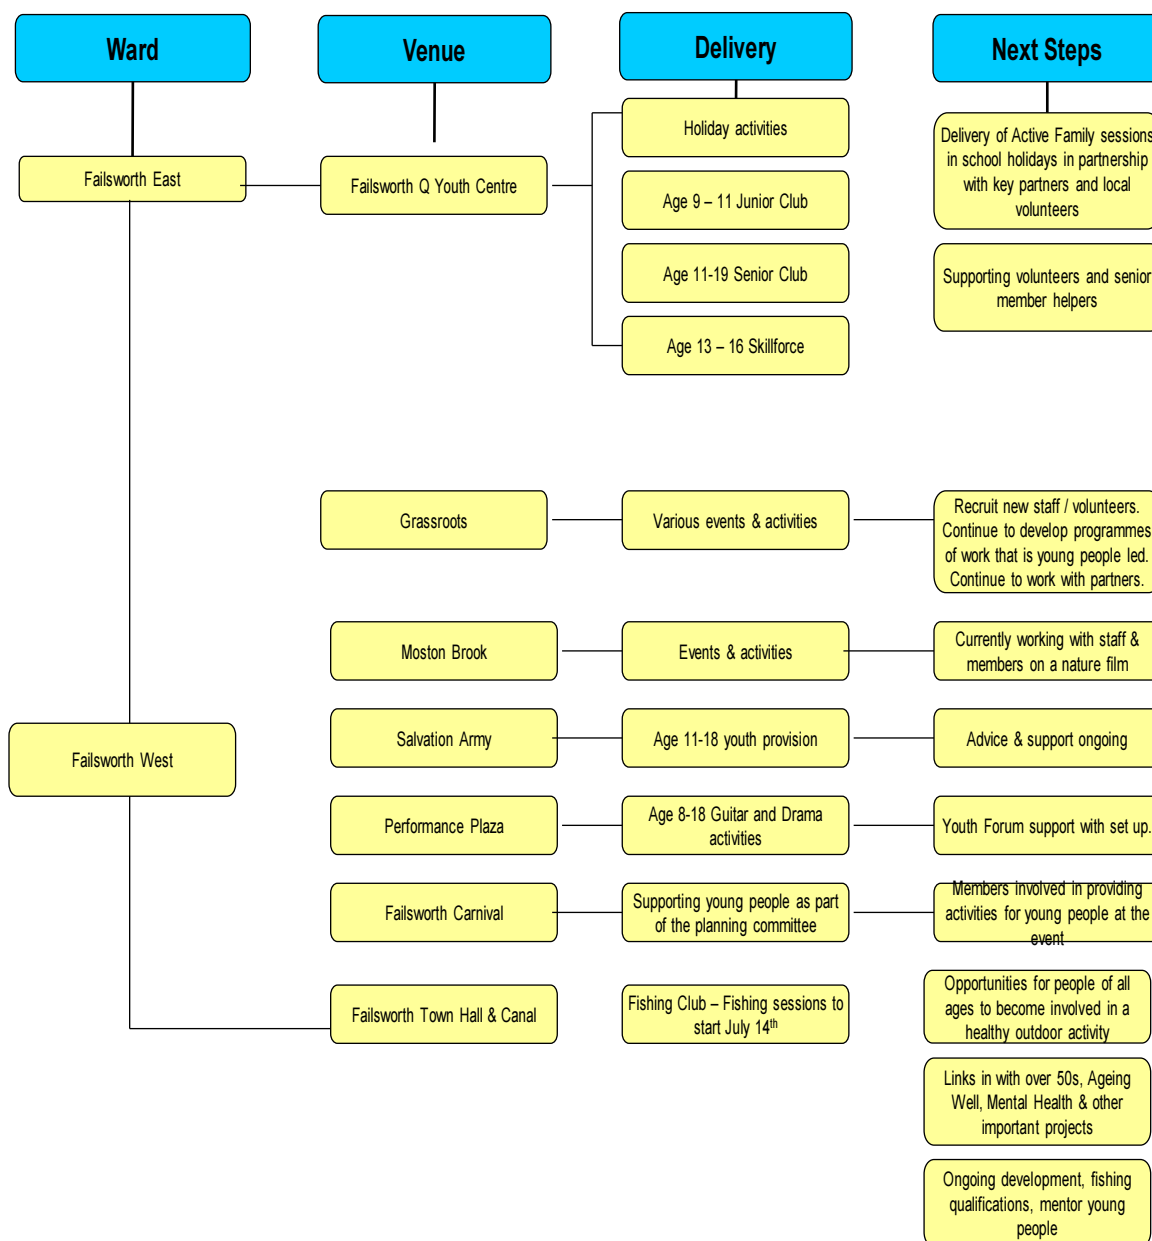 Ward
Venue
Delivery
Next Steps
Failsworth East
Failsworth Q Youth Centre
Holiday activities
Age 9 – 11 Junior Club
Age 11-19 Senior Club
Age 13 – 16 Skillforce
Delivery of Active Family sessions
in school holidays in partnership
with key partners and local
volunteers
Supporting volunteers and senior
member helpers
Grassroots
Various events & activities
Recruit new staff / volunteers.
Continue to develop programmes
of work that is young people led.
Continue to work with partners.
Moston Brook
Events & activities
Currently working with staff &
members on a nature film
Failsworth West
Salvation Army
Age 11-18 youth provision
Advice & support ongoing
Performance Plaza
Age 8-18 Guitar and Drama
activities
Youth Forum support with set up.
Failsworth Carnival
Supporting young people as part
of the planning committee
Members involved in providing
activities for young people at the
event
Failsworth Town Hall & Canal
Fishing Club – Fishing sessions to
start July 14th
Opportunities for people of all
ages to become involved in a
healthy outdoor activity
Links in with over 50s, Ageing
Well, Mental Health & other
important projects
Ongoing development, fishing
qualifications, mentor young
people